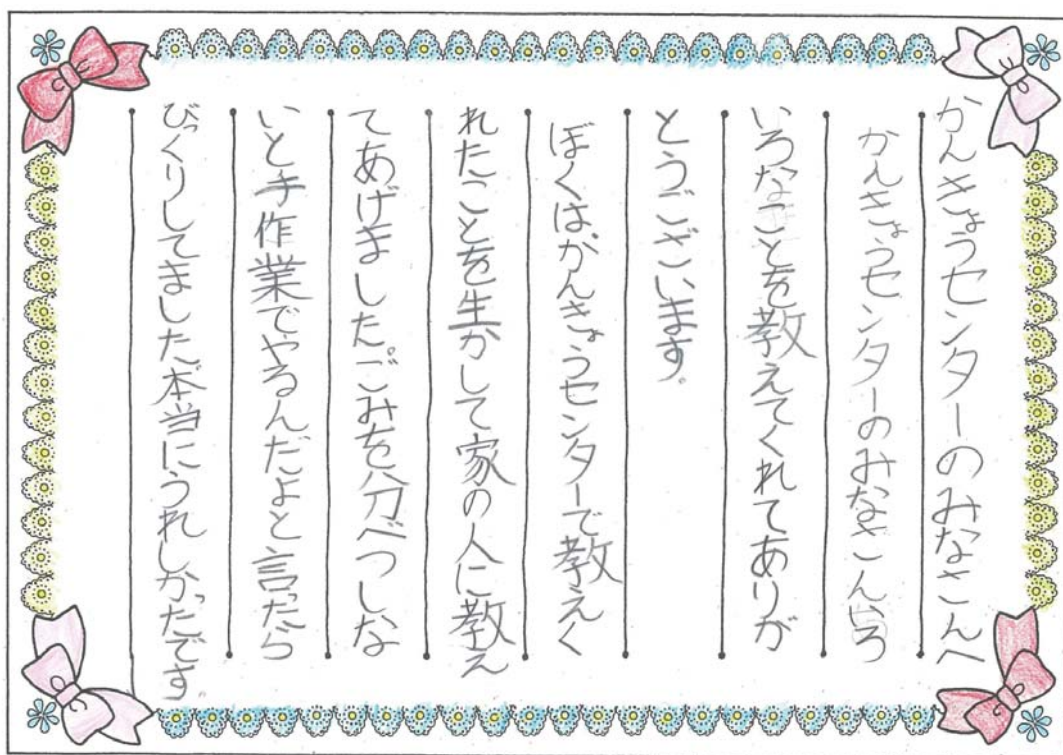 かんきょうセンターのみなさんへ
かんきょうセンターのみなさんいろ
いろなことを教えてくれてありが
とうございます。
ぼくは、かんきょうセンターで教えく
れたことを生かして家の人に教え
てあげました。ごみを分べつしな
いと手作業でやるんだよと言ったら
びっくりしてました本当にうれしかったです。